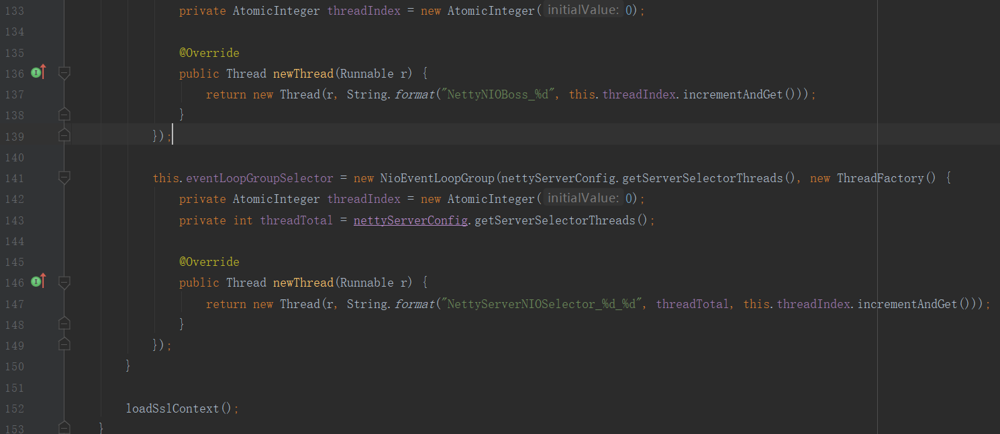 133 private AtomicInteger threadIndex = new AtomicInteger( initialValue: 0);
134
135 @Override
136 public Thread newThread(Runnable r) {
137 return new Thread(r, String.format("NettyNIOBoss_%d", this.threadIndex.incrementAndGet()));
138 }
139 });
140
141 this.eventLoopGroupSelector = new NioEventLoopGroup(nettyServerConfig.getServerSelectorThreads(), new ThreadFactory() {
142 private AtomicInteger threadIndex = new AtomicInteger( initialValue: 0);
143 private int threadTotal = nettyServerConfig.getServerSelectorThreads();
144
145 @Override
146 public Thread newThread(Runnable r) {
147 return new Thread(r, String.format("NettyServerNIOSelector_%d_%d", threadTotal, this.threadIndex.incrementAndGet()));
148 }
149 });
150 }
151
152 loadSslContext();
153 }